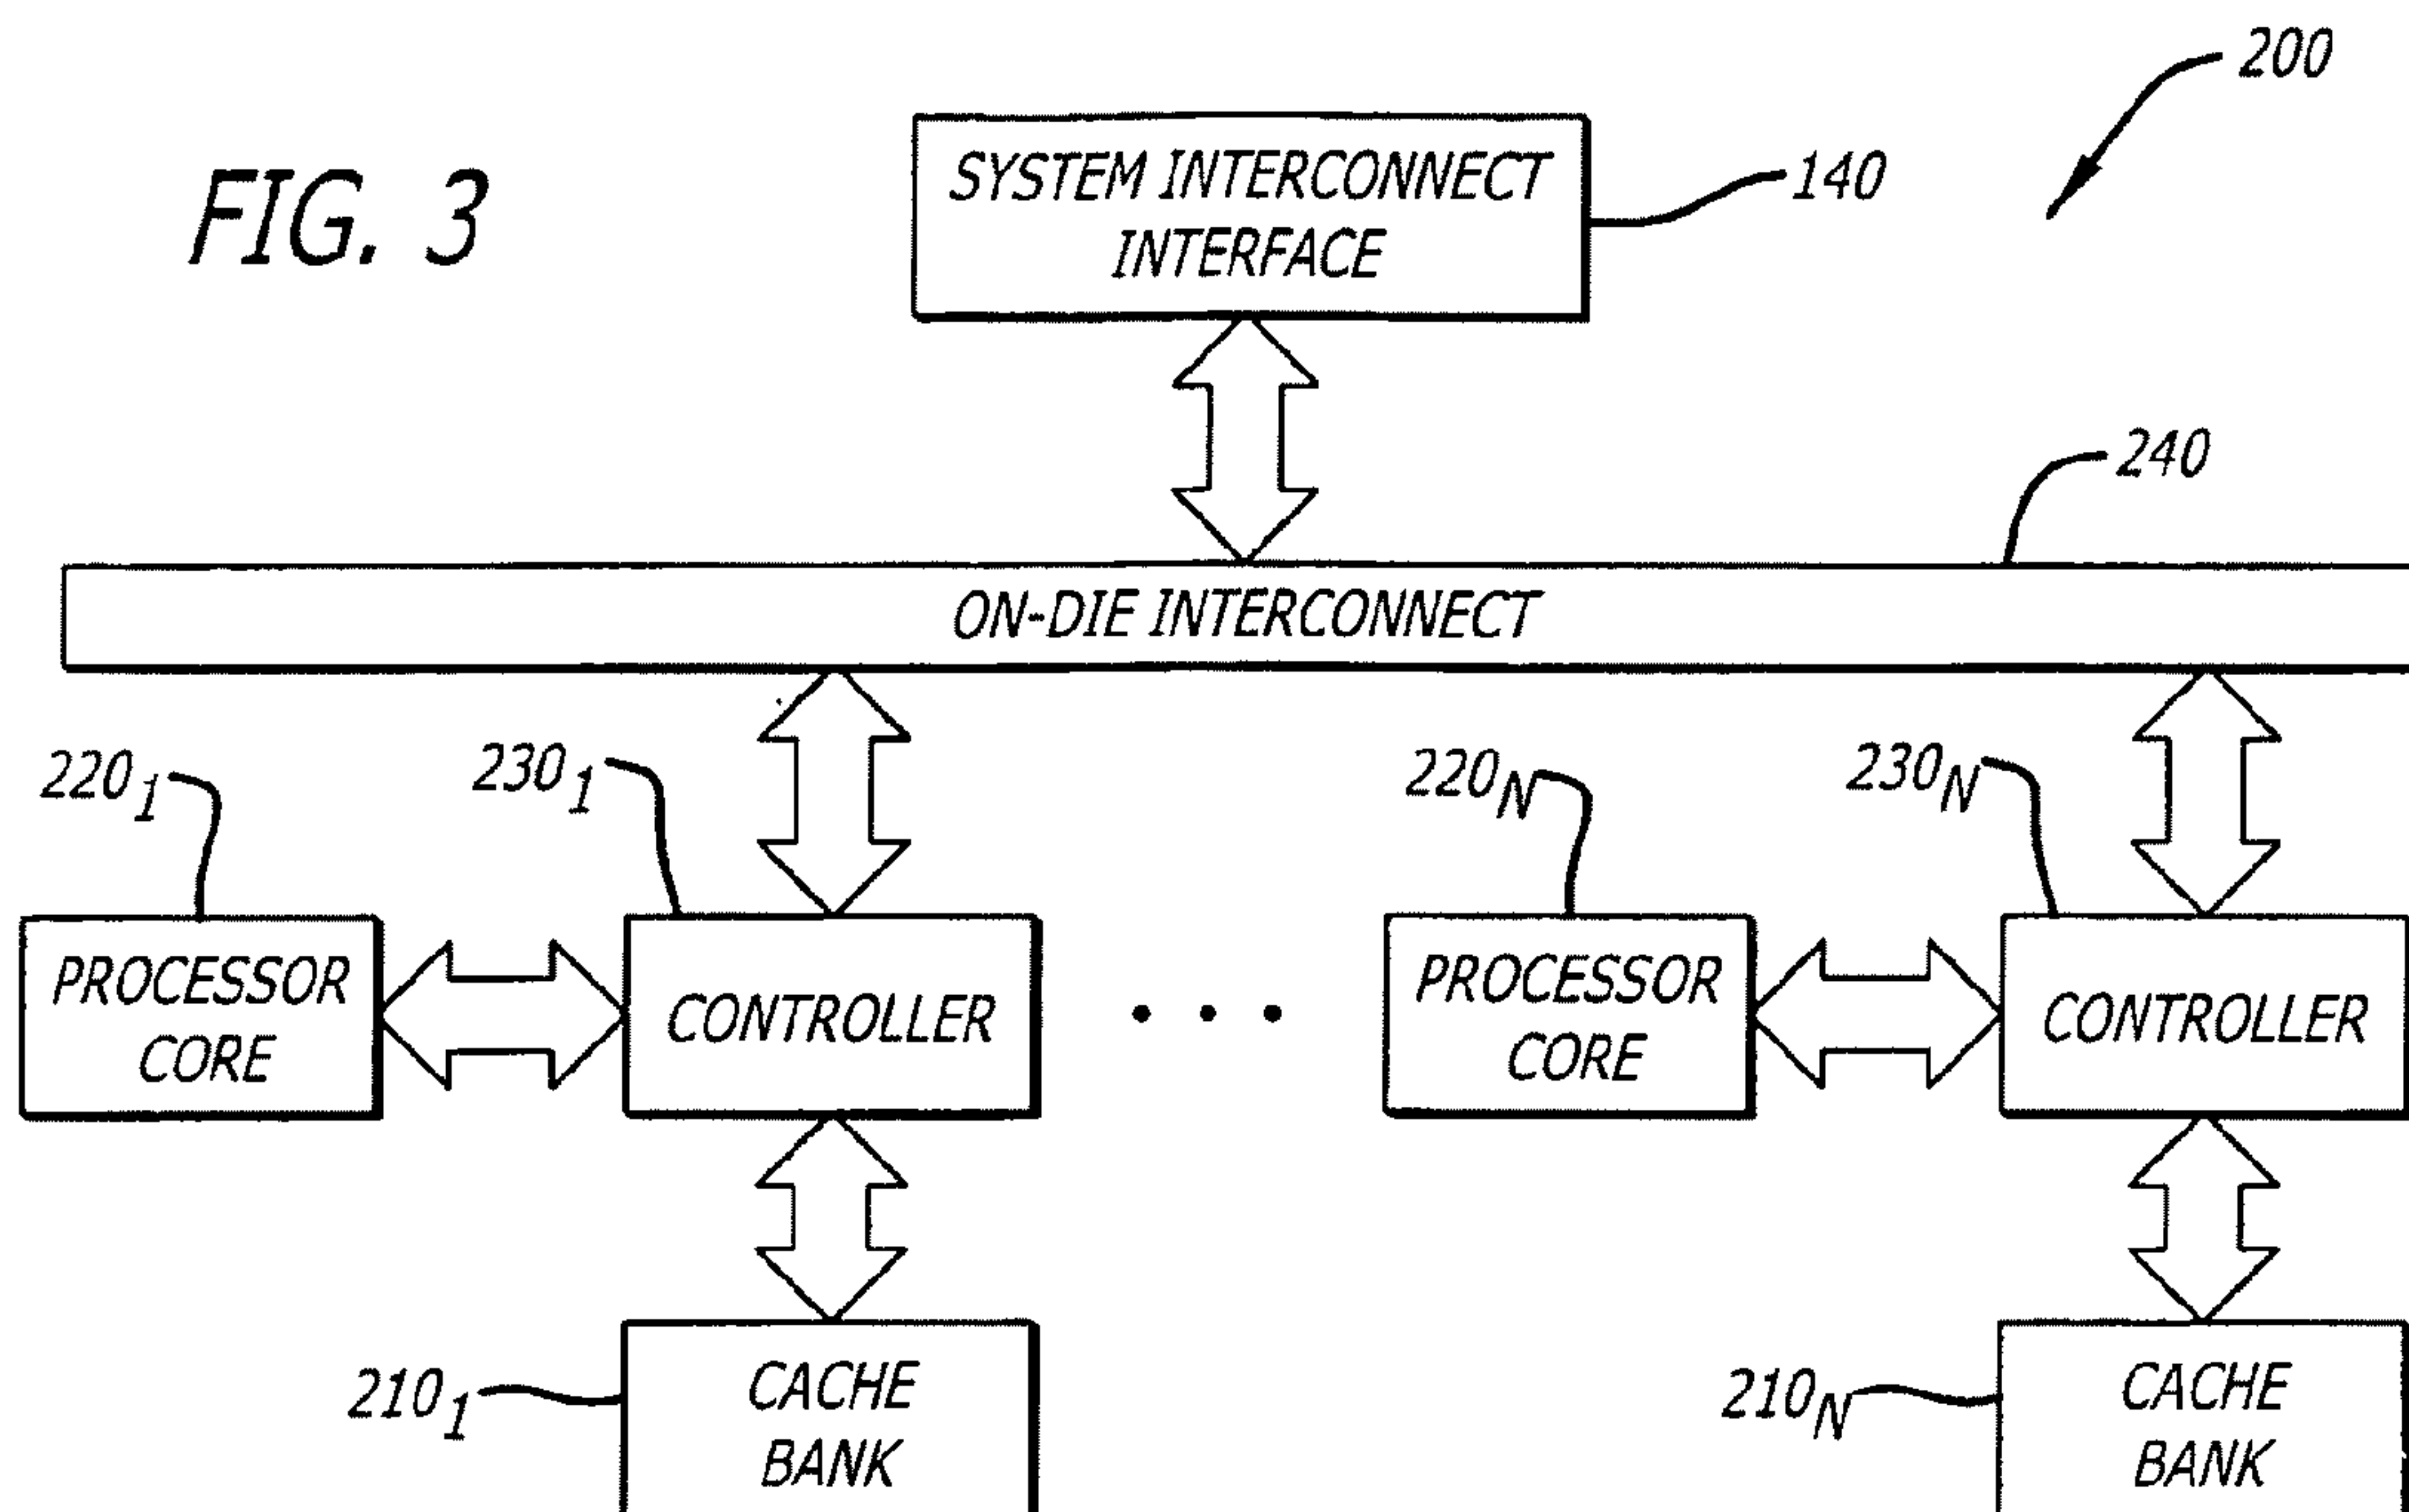 200
FIG. 3
SYSTEM INTERCONNECT
INTERFACE
140
240
ON-DIE INTERCONNECT
220₁
230₁
220N
230N
PROCESSOR
CORE
CONTROLLER
• • •
PROCESSOR
CORE
CONTROLLER
210₁
CACHE
BANK
210N
CACHE
BANK